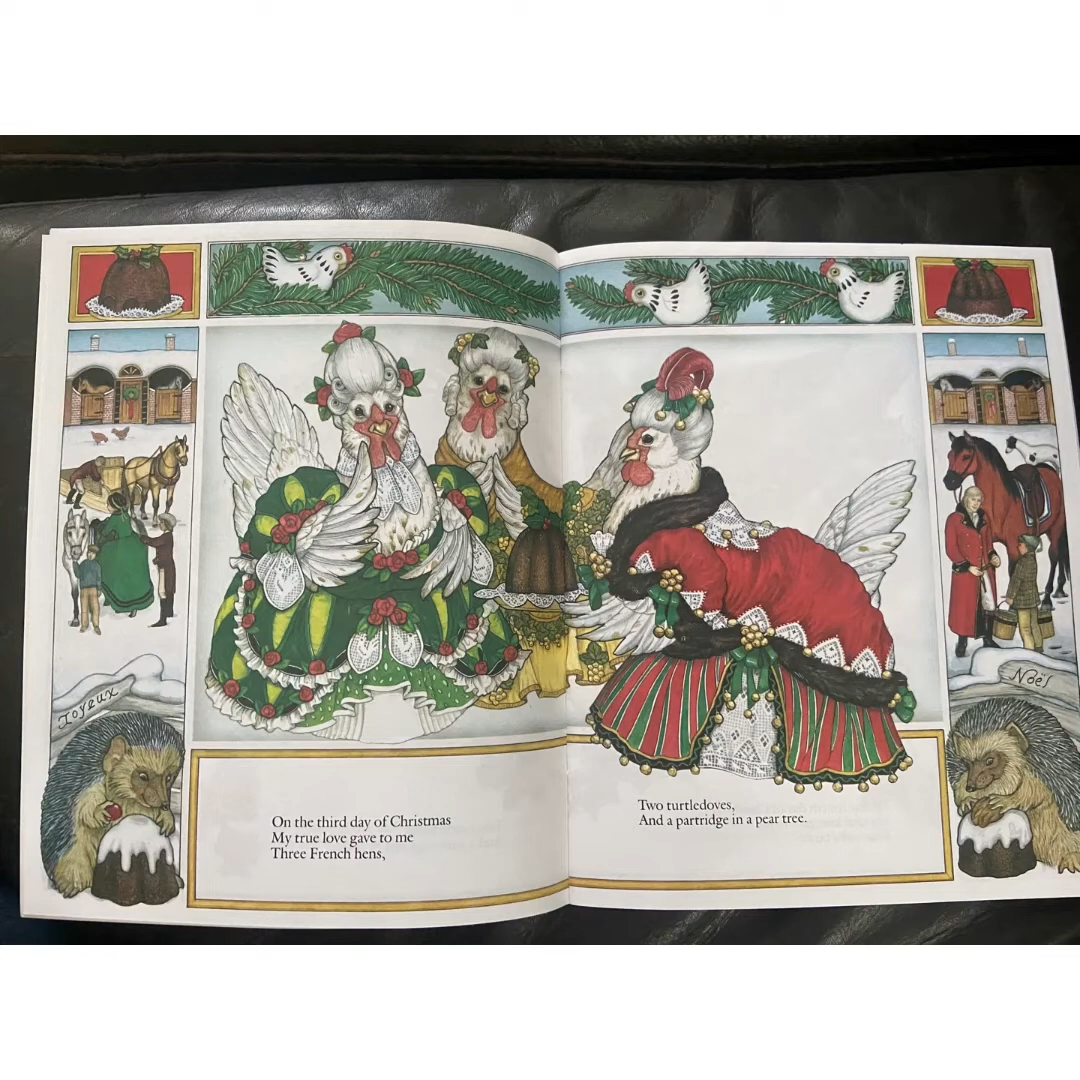 Joyeux
Noël
On the third day of Christmas
My true love gave to me
Three French hens,
Two turtledoves,
And a partridge in a pear tree.